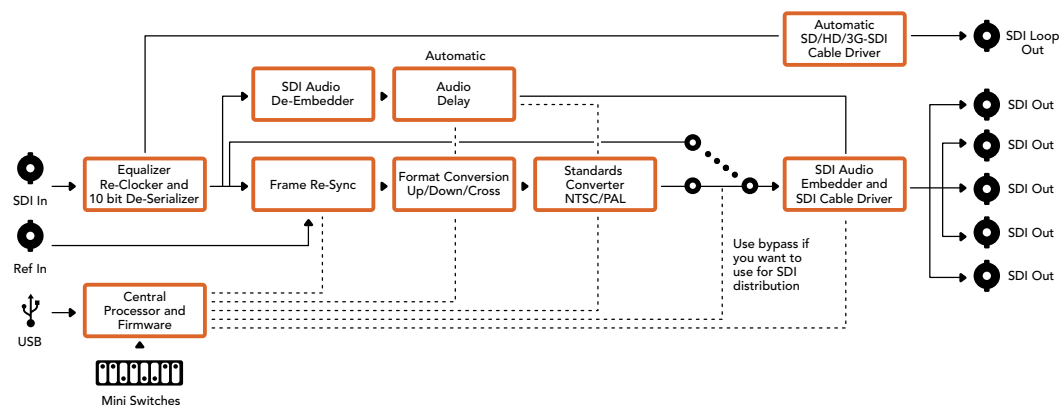 Automatic
SD/HD/3G-SDI
Cable Driver
SDI Loop
Out
Automatic
SDI Audio
De-Embedder
Audio
Delay
SDI Out
SDI Out
SDI Out
SDI Out
SDI Out
SDI In
Equalizer
Re-Clocker and
10 bit De-Serializer
Frame Re-Sync
Format Conversion
Up/Down/Cross
Standards
Converter
NTSC/PAL
SDI Audio
Embedder and
SDI Cable Driver
Ref In
Use bypass if
you want to
use for SDI
distribution
USB
Central
Processor and
Firmware
Mini Switches